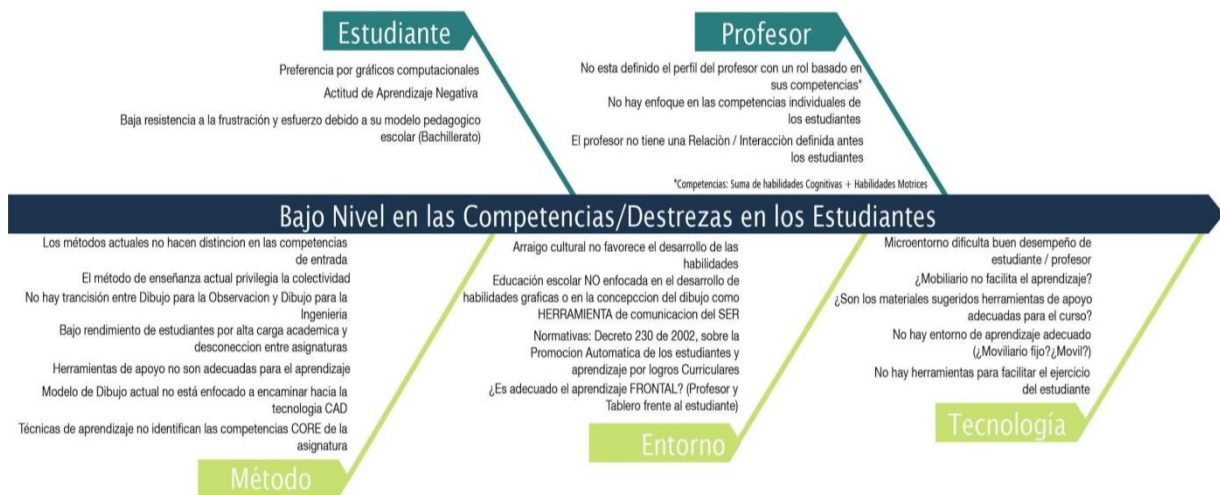 Estudiante
Preferencia por gráficos computacionales
Actitud de Aprendizaje Negativa
Baja resistencia a la frustración y esfuerzo debido a su modelo pedagogico
escolar (Bachillerato)
Profesor
No esta definido el perfil del profesor con un rol basado en
sus competencias*
No hay enfoque en las competencias individuales de
los estudiantes
El profesor no tiene una Relaciòn / Interacciòn definida antes
los estudiantes
*Competencias: Suma de habilidades Cognitivas + Habilidades Motrices
Bajo Nivel en las Competencias/Destrezas en los Estudiantes
Los métodos actuales no hacen distincion en las competencias
de entrada
El método de enseñanza actual privilegia la colectividad
No hay trancisión entre Dibujo para la Observacion y Dibujo para la
Ingenieria
Bajo rendimiento de estudiantes por alta carga academica y
desconeccion entre asignaturas
Herramientas de apoyo no son adecuadas para el aprendizaje
Modelo de Dibujo actual no está enfocado a encaminar hacia la
tecnologia CAD
Técnicas de aprendizaje no identifican las competencias CORE de la
asignatura
Método
Arraigo cultural no favorece el desarrollo de las
habilidades
Educación escolar NO enfocada en el desarrollo de
habilidades graficas o en la concepccion del dibujo como
HERRAMIENTA de comunicacion del SER
Normativas: Decreto 230 de 2002, sobre la
Promocion Automatica de los estudiantes y
aprendizaje por logros Curriculares
¿Es adecuado el aprendizaje FRONTAL? (Profesor y
Tablero frente al estudiante)
Entorno
Microentorno dificulta buen desempeño de
estudiante / profesor
¿Mobiliario no facilita el aprendizaje?
¿Son los materiales sugeridos herramientas de apoyo
adecuadas para el curso?
No hay entorno de aprendizaje adecuado
(¿Moviliario fijo?¿Movil?)
No hay herramientas para facilitar el ejercicio
del estudiante
Tecnología